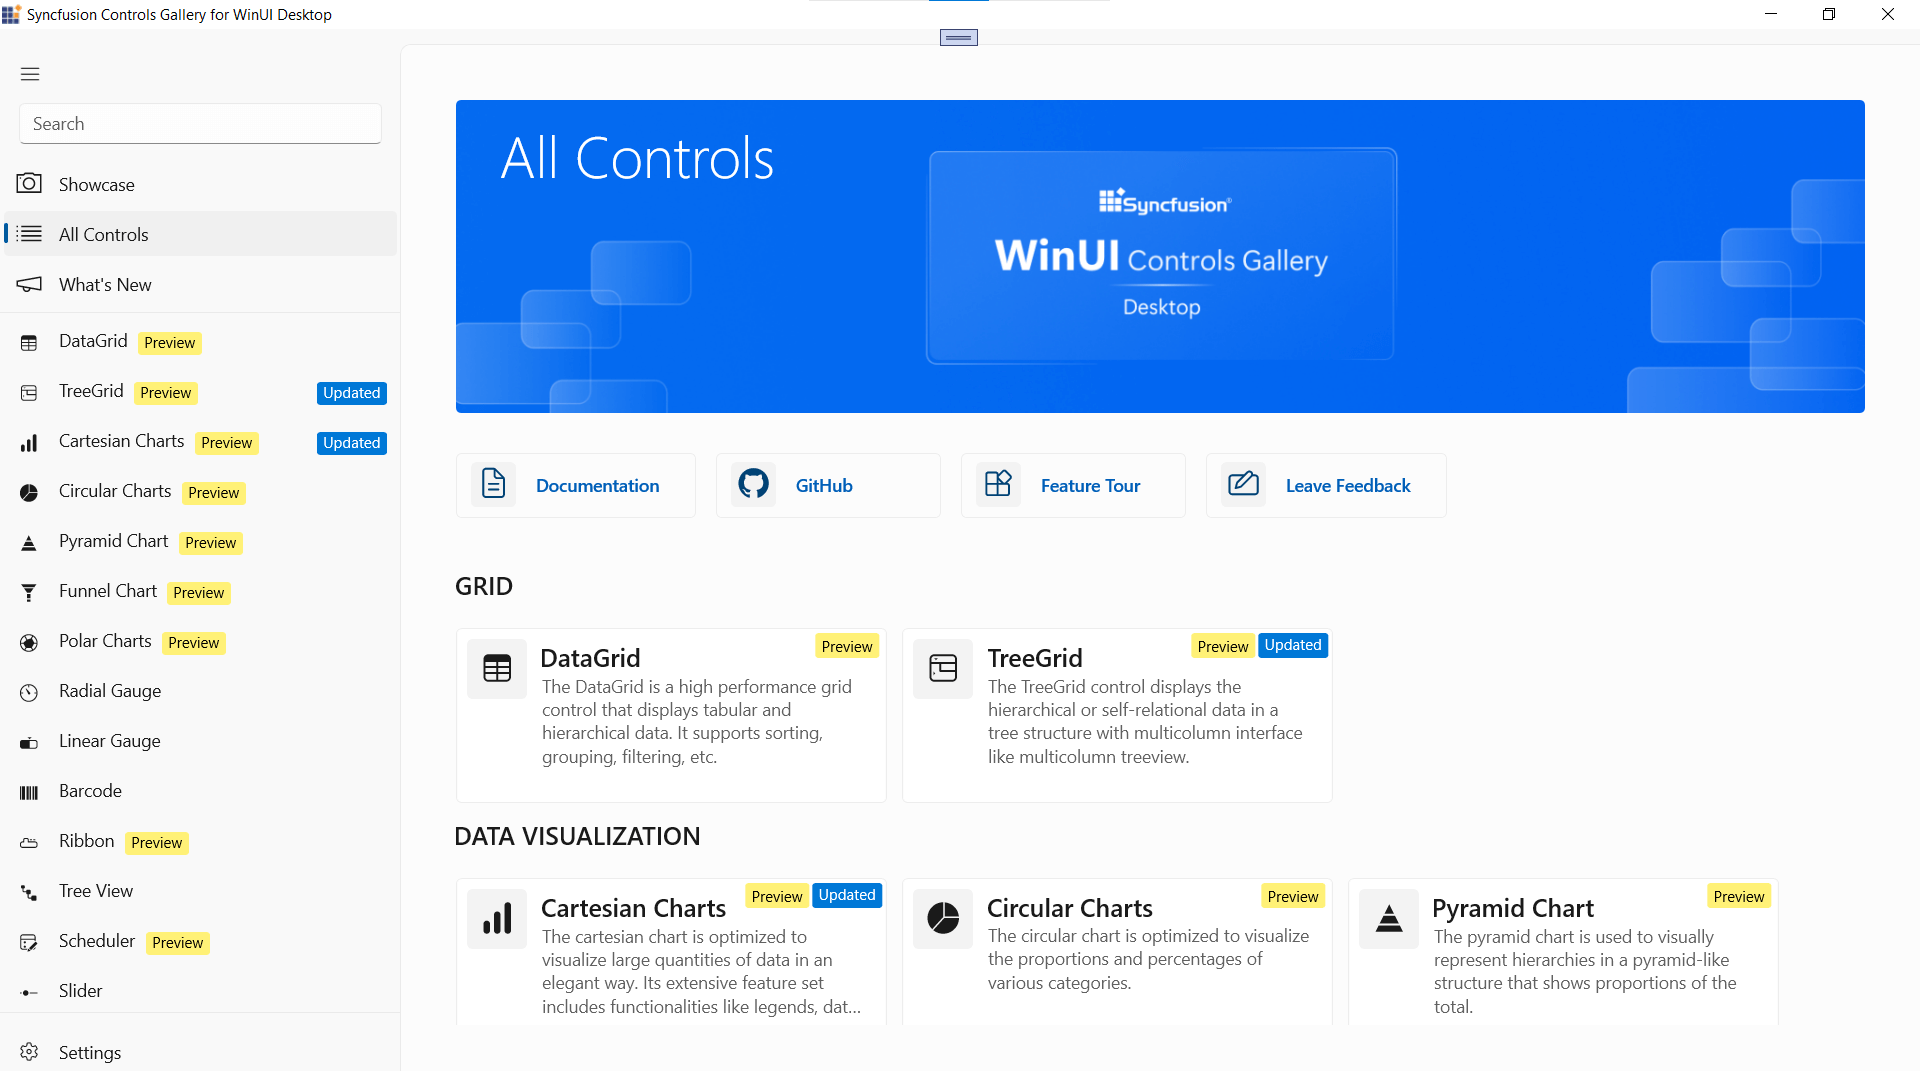 Syncfusion Controls Gallery for WinUI Desktop
Search
Showcase
All Controls
What's New
DataGrid Preview
TreeGrid Preview Updated
Cartesian Charts Preview Updated
Circular Charts Preview
Pyramid Chart Preview
Funnel Chart Preview
Polar Charts Preview
Radial Gauge
Linear Gauge
Barcode
Ribbon Preview
Tree View
Scheduler Preview
Slider
Settings
All Controls
Syncfusion®
WinUI Controls Gallery
Desktop
Documentation
GitHub
Feature Tour
Leave Feedback
GRID
DataGrid
Preview
The DataGrid is a high performance grid
control that displays tabular and
hierarchical data. It supports sorting,
grouping, filtering, etc.
TreeGrid
Preview Updated
The TreeGrid control displays the
hierarchical or self-relational data in a
tree structure with multicolumn interface
like multicolumn treeview.
DATA VISUALIZATION
Cartesian Charts
Preview Updated
The cartesian chart is optimized to
visualize large quantities of data in an
elegant way. Its extensive feature set
includes functionalities like legends, dat...
Circular Charts
Preview
The circular chart is optimized to visualize
the proportions and percentages of
various categories.
Pyramid Chart
Preview
The pyramid chart is used to visually
represent hierarchies in a pyramid-like
structure that shows proportions of the
total.